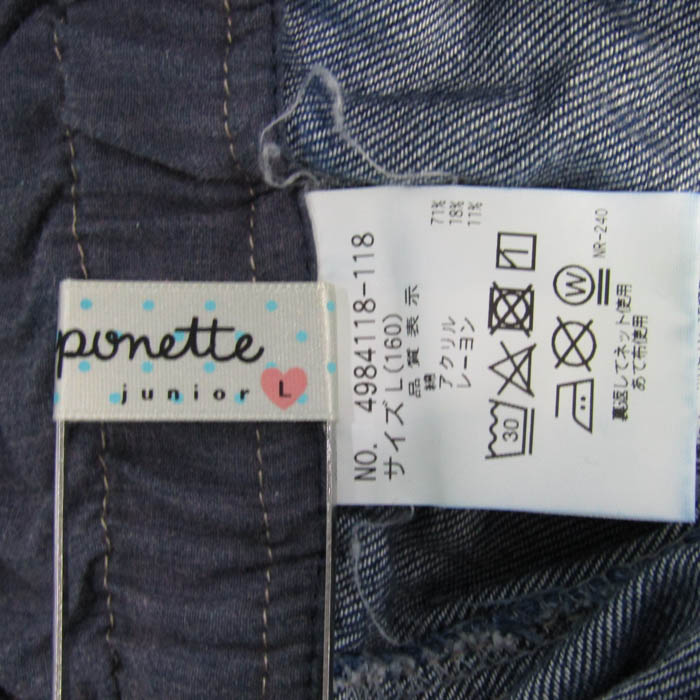 ponette
junior L
NO. 4984118-118
サイズ L(160)
品質表示
綿 71%
アクリル 18%
レーヨン 11%
30
W
NR-240
裏返してネット使用
あて布使用